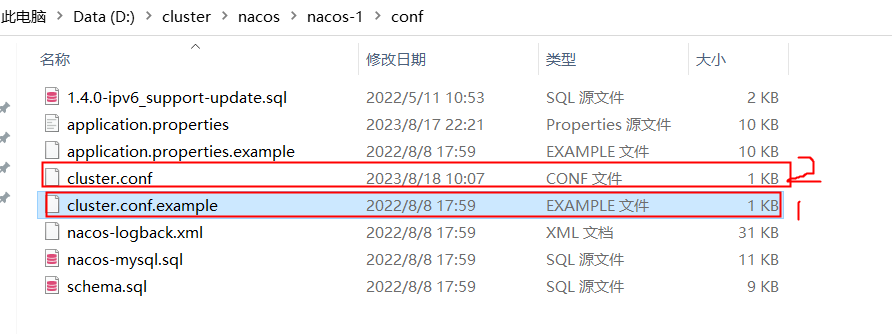 此电脑 > Data (D:) > cluster > nacos > nacos-1 > conf
名称 修改日期 类型 大小
1.4.0-ipv6_support-update.sql 2022/5/11 10:53 SQL 源文件 2 KB
application.properties 2023/8/17 22:21 Properties 源文件 10 KB
application.properties.example 2022/8/8 17:59 EXAMPLE 文件 10 KB
cluster.conf 2023/8/18 10:07 CONF 文件 1 KB 2
cluster.conf.example 2022/8/8 17:59 EXAMPLE 文件 1 KB 1
nacos-logback.xml 2022/8/8 17:59 XML 文档 31 KB
nacos-mysql.sql 2022/8/8 17:59 SQL 源文件 11 KB
schema.sql 2022/8/8 17:59 SQL 源文件 9 KB